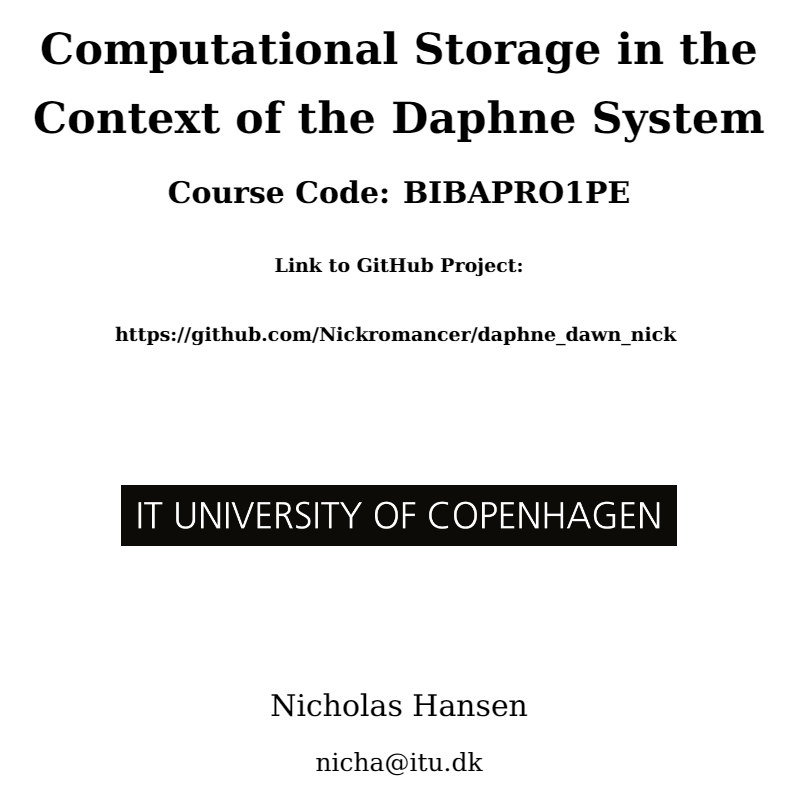 Computational Storage in the
Context of the Daphne System
Course Code: BIBAPRO1PE
Link to GitHub Project:
https://github.com/Nickromancer/daphne_dawn_nick
IT UNIVERSITY OF COPENHAGEN
Nicholas Hansen
nicha@itu.dk